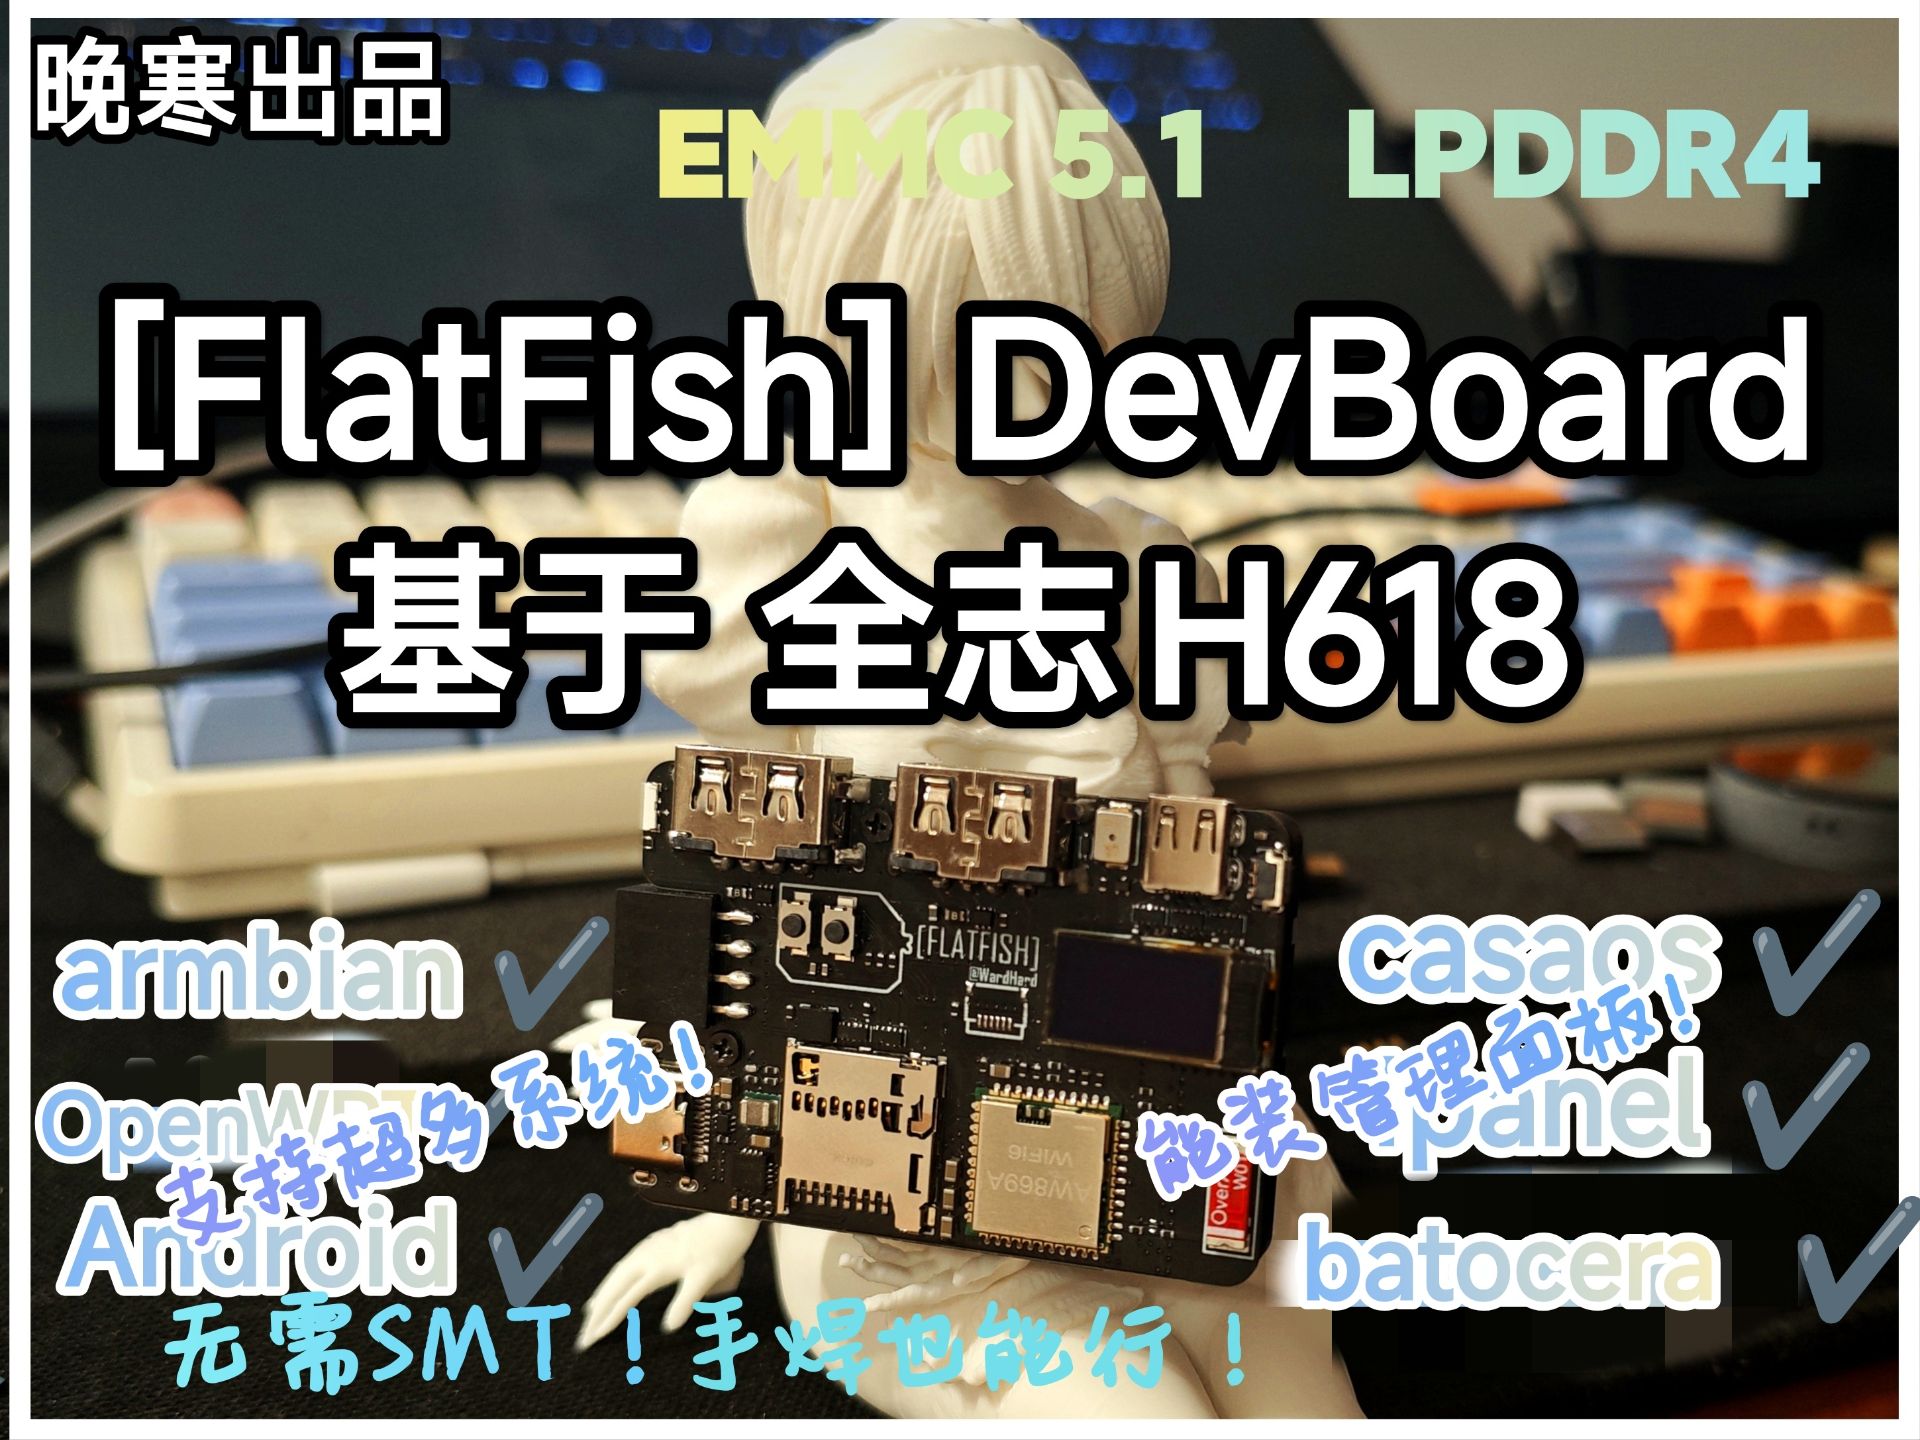 晚寒出品
EMMC 5.1 LPDDR4
[FlatFish] DevBoard
基于 全志H618
[FLATFISH]
@WardHard
armbian ✓
casaos ✓
支持超多系统!
能装管理面板!
OpenWRT
1panel ✓
AW869A
WIFI6
Android ✓
batocera ✓
无需SMT！手焊也能行！